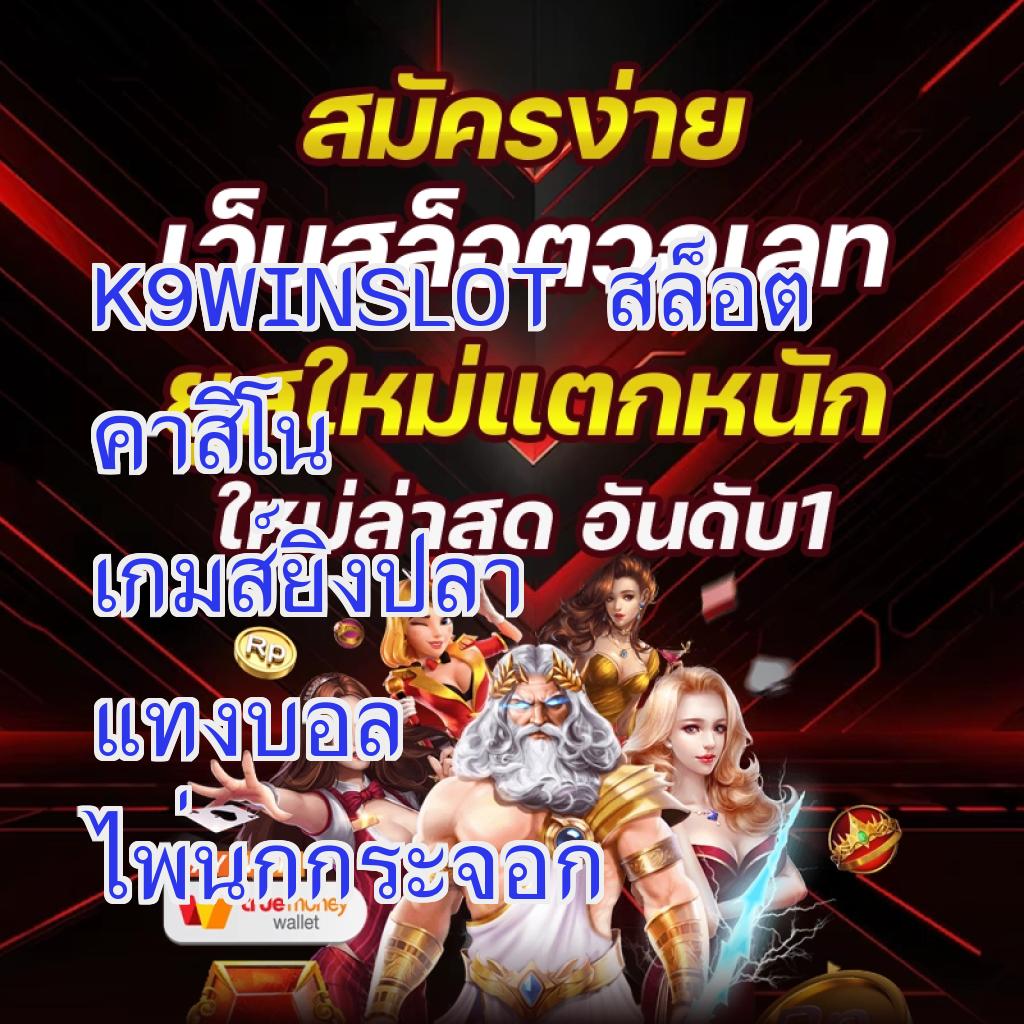 สมัครง่าย
เว็บสล็อตวอเลท
K9WINSLOT สล็อต
ยูสใหม่แตกหนัก
คาสิโน
ใหม่ล่าสุด อันดับ1
เกมส์ยิงปลา
Rp
แทงบอล
ไพ่นกกระจอก
truemoney
wallet